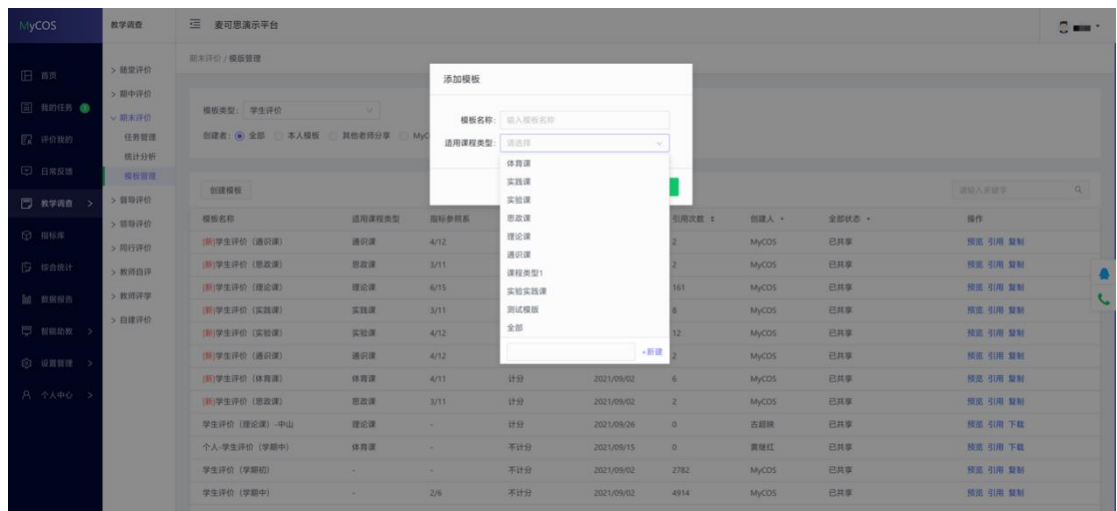 MyCOS
教学调查
麦可思演示平台
期末评价 / 模版管理
首页
我的任务
评价我的
日常反馈
教学调查
指标库
综合统计
数据报告
智能助教
设置管理
个人中心
随堂评价
期中评价
期末评价
任务管理
统计分析
模板管理
督导评价
领导评价
同行评价
教师自评
教师评学
自建评价
模板类型: 学生评价
创建者: 全部 本人模板 其他老师分享 MyC
添加模板
模板名称: 输入模板名称
适用课程类型: 请选择
体育课
实践课
实验课
思政课
理论课
通识课
课程类型1
实验实践课
测试模版
全部
+新建
创建模板
请输入关键字
模板名称 适用课程类型 指标参照系 引用次数 创建人 全部状态 操作
[新]学生评价（通识课） 通识课 4/12 2 MyCOS 已共享 预览 引用 复制
[新]学生评价（思政课） 思政课 3/11 2 MyCOS 已共享 预览 引用 复制
[新]学生评价（理论课） 理论课 6/15 161 MyCOS 已共享 预览 引用 复制
[新]学生评价（实践课） 实践课 3/11 8 MyCOS 已共享 预览 引用 复制
[新]学生评价（实验课） 实验课 4/12 12 MyCOS 已共享 预览 引用 复制
[新]学生评价（通识课） 通识课 4/12 2 MyCOS 已共享 预览 引用 复制
[新]学生评价（体育课） 体育课 4/11 计分 2021/09/02 6 MyCOS 已共享 预览 引用 复制
[新]学生评价（思政课） 思政课 3/11 计分 2021/09/02 2 MyCOS 已共享 预览 引用 复制
学生评价（理论课）-中山 理论课 - 计分 2021/09/26 0 古超映 已共享 预览 引用 下载
个人-学生评价（学期中） 体育课 - 不计分 2021/09/15 0 黄继红 已共享 预览 引用 下载
学生评价（学期初） - - 不计分 2021/09/02 2782 MyCOS 已共享 预览 引用 复制
学生评价（学期中） - 2/6 不计分 2021/09/02 4914 MyCOS 已共享 预览 引用 复制